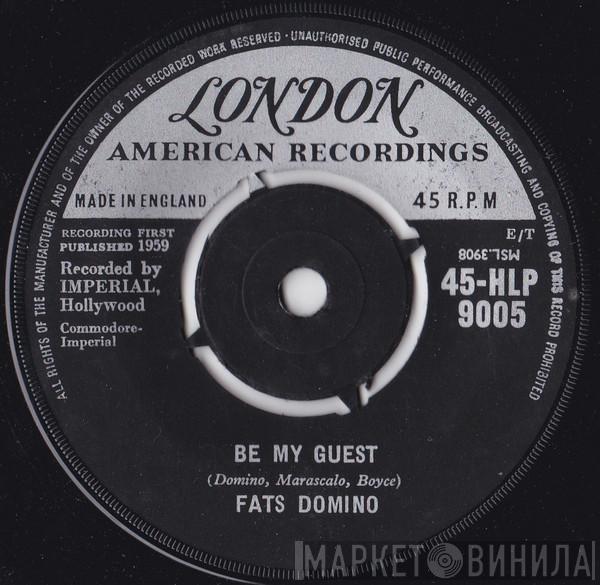 ALL RIGHTS OF THE MANUFACTURER AND OF THE OWNER OF THE RECORDED WORK RESERVED · UNAUTHORISED PUBLIC PERFORMANCE BROADCASTING AND COPYING OF THIS RECORD PROHIBITED
LONDON
AMERICAN RECORDINGS
MADE IN ENGLAND
45 R.P.M
RECORDING FIRST
PUBLISHED 1959
Recorded by
IMPERIAL,
Hollywood
Commodore-
Imperial
E/T
MSL.3908
45-HLP
9005
BE MY GUEST
(Domino, Marascalo, Boyce)
FATS DOMINO
МАРКЕТ ВИНИЛА